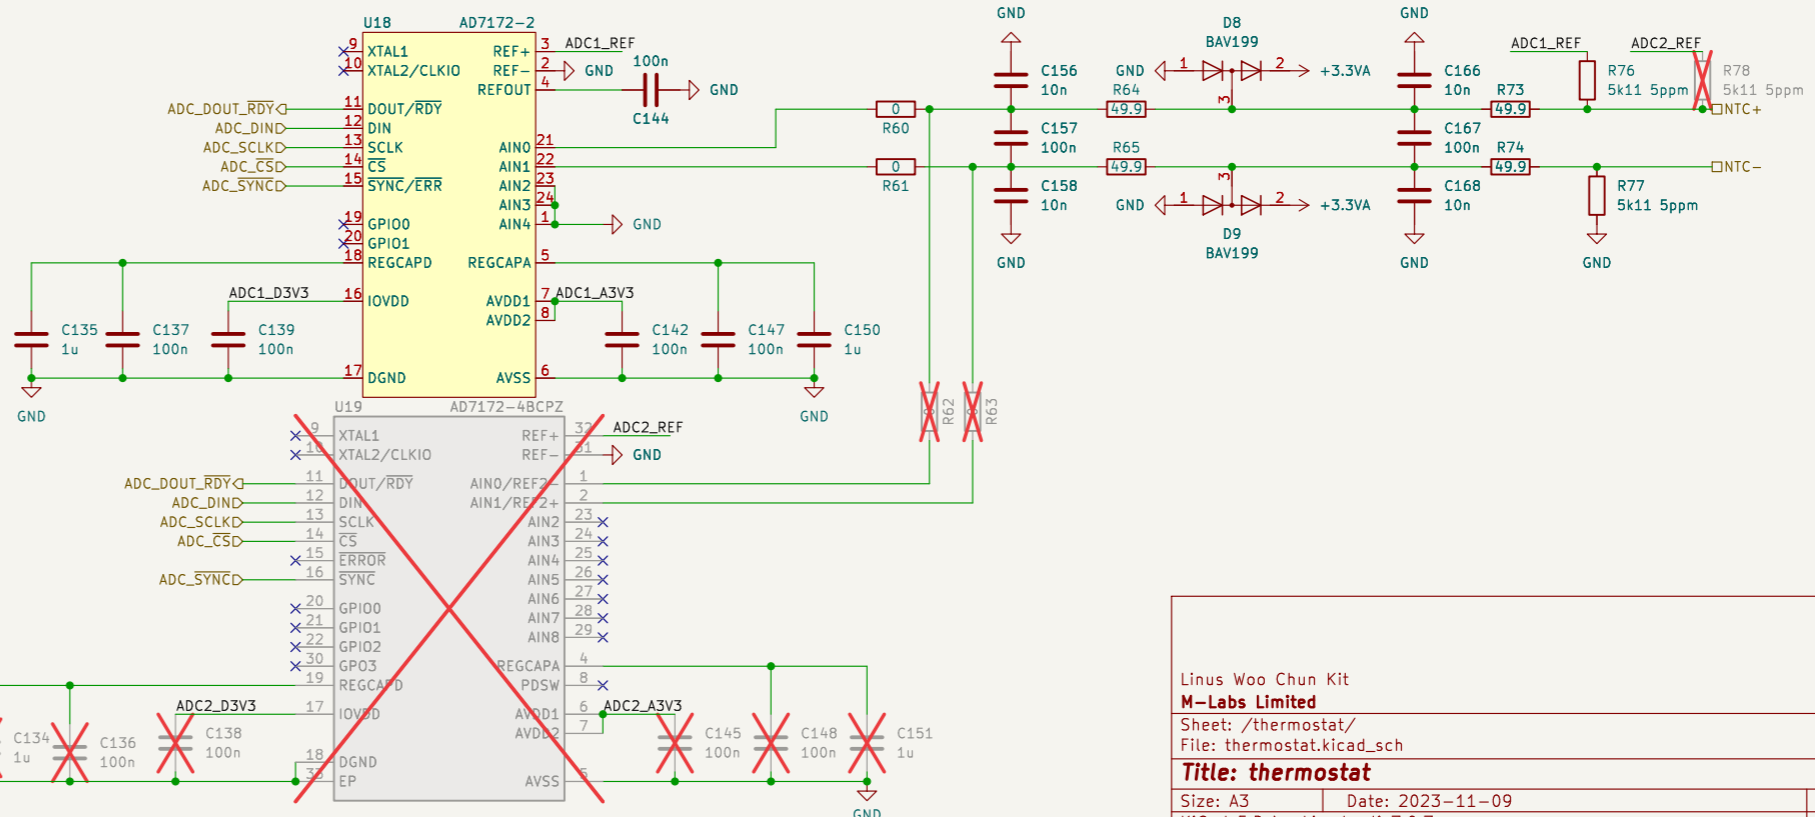 U18 AD7172-2
9 XTAL1
10 XTAL2/CLKIO
ADC_DOUT_RDY 11 DOUT/RDY
ADC_DIN 12 DIN
ADC_SCLK 13 SCLK
ADC_CS 14 CS
ADC_SYNC 15 SYNC/ERR
19 GPIO0
20 GPIO1
18 REGCAPD
ADC1_D3V3
16 IOVDD
17 DGND
REF+ 3 ADC1_REF
REF- 2 GND
REFOUT 4
100n
C144
GND
AIN0 21
AIN1 22
AIN2 23
AIN3 24
AIN4 1 GND
REGCAPA 5
AVDD1 7 ADC1_A3V3
AVDD2 8
AVSS 6
C135
1u
C137
100n
C139
100n
C142
100n
C147
100n
C150
1u
GND
GND
0
R60
0
R61
R62
R63
GND
C156
10n
C157
100n
C158
10n
GND
R64
49.9
R65
49.9
D8
BAV199
GND 1 2 +3.3VA
3
3
GND 1 2 +3.3VA
D9
BAV199
GND
C166
10n
C167
100n
C168
10n
GND
R73
49.9
R74
49.9
ADC1_REF
R76
5k11 5ppm
ADC2_REF
R78
5k11 5ppm
NTC+
NTC-
R77
5k11 5ppm
GND
U19 AD7172-4BCPZ
9 XTAL1
10 XTAL2/CLKIO
ADC_DOUT_RDY 11 DOUT/RDY
ADC_DIN 12 DIN
ADC_SCLK 13 SCLK
ADC_CS 14 CS
15 ERROR
ADC_SYNC 16 SYNC
20 GPIO0
21 GPIO1
22 GPIO2
30 GPO3
19 REGCAPD
ADC2_D3V3
17 IOVDD
18 DGND
33 EP
REF+ 32 ADC2_REF
REF- 31 GND
AIN0/REF2- 1
AIN1/REF2+ 2
AIN2 23
AIN3 24
AIN4 25
AIN5 26
AIN6 27
AIN7 28
AIN8 29
REGCAPA 4
PDSW 8
AVDD1 6 ADC2_A3V3
AVDD2 7
AVSS 5
C134
1u
C136
100n
C138
100n
C145
100n
C148
100n
C151
1u
GND
Linus Woo Chun Kit
M-Labs Limited
Sheet: /thermostat/
File: thermostat.kicad_sch
Title: thermostat
Size: A3 Date: 2023-11-09